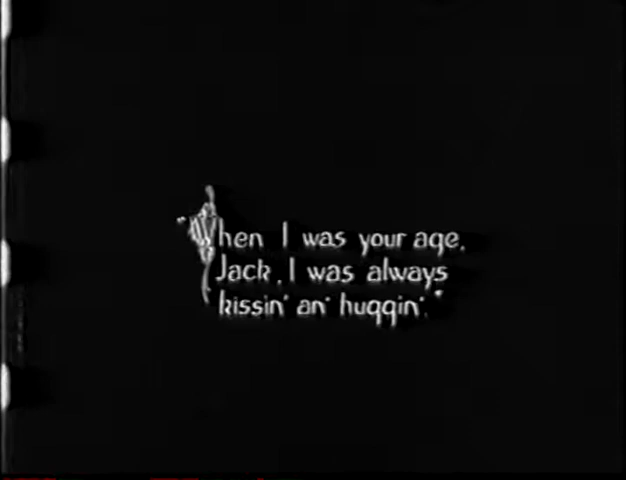 "When I was your age,
Jack, I was always
kissin' an' huggin'."